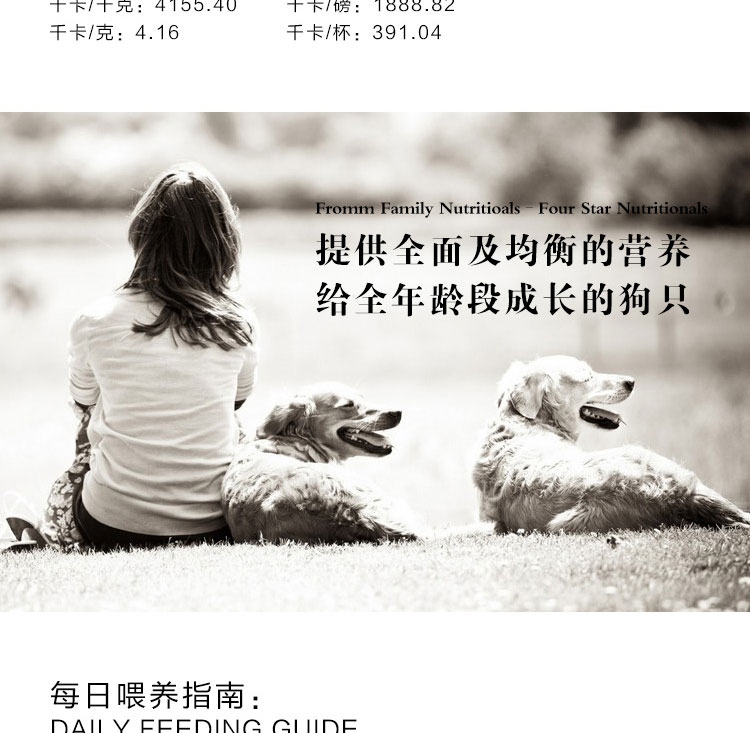 千卡/千克：4155.40 千卡/磅：1888.82
千卡/克：4.16 千卡/杯：391.04
Fromm Family Nutritioals - Four Star Nutritionals
提供全面及均衡的营养
给全年龄段成长的狗只
每日喂养指南：
DAILY FEEDING GUIDE